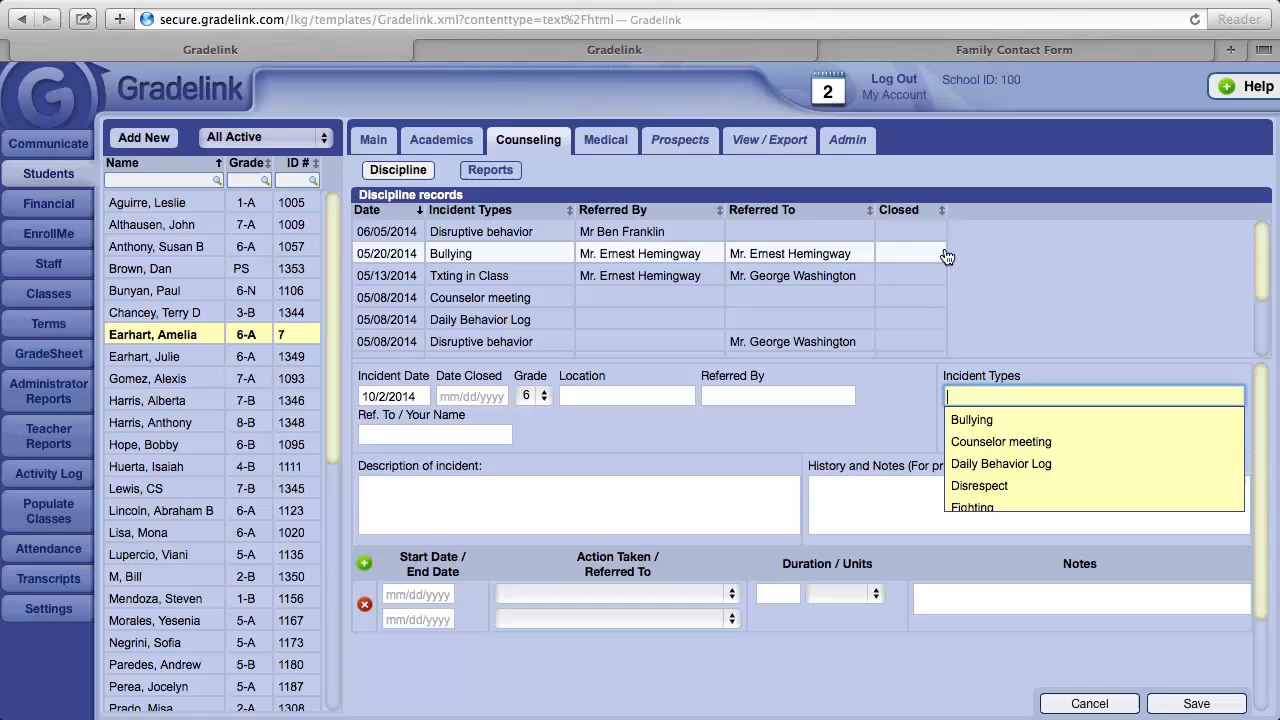 secure.gradelink.com/lkg/templates/Gradelink.xml?contenttype=text%2Fhtml — Gradelink
Reader
Gradelink Gradelink Family Contact Form
G Gradelink
2
Log Out
My Account
School ID: 100
Help
Communicate
Students
Financial
EnrollMe
Staff
Classes
Terms
GradeSheet
Administrator
Reports
Teacher
Reports
Activity Log
Populate
Classes
Attendance
Transcripts
Settings
Add New All Active
Name Grade ID #
Aguirre, Leslie 1-A 1005
Althausen, John 7-A 1009
Anthony, Susan B 6-A 1057
Brown, Dan PS 1353
Bunyan, Paul 6-N 1106
Chancey, Terry D 3-B 1344
Earhart, Amelia 6-A 7
Earhart, Julie 6-A 1349
Gomez, Alexis 7-A 1093
Harris, Alberta 7-B 1346
Harris, Anthony 8-B 1003
Hope, Bobby 6-B 1095
Huerta, Isaiah 4-B 1111
Lewis, CS 7-B 1345
Lincoln, Abraham B 6-A 1203
Lisa, Mona 6-A 1020
Lupercio, Viani 5-A 1135
M, Bill 2-B 1350
Mendoza, Steven 1-B 1156
Morales, Yesenia 5-A 1167
Negrini, Sofia 5-A 1173
Paredes, Andrew 6-B 1180
Perea, Jocelyn 5-A 1187
Prado, Misa 2-A 1308
Main Academics Counseling Medical Prospects View / Export Admin
Discipline Reports
Discipline records
Date Incident Types Referred By Referred To Closed
06/05/2014 Disruptive behavior Mr Ben Franklin
05/20/2014 Bullying Mr. Ernest Hemingway Mr. Ernest Hemingway
05/13/2014 Txting in Class Mr. Ernest Hemingway Mr. George Washington
05/08/2014 Counselor meeting
05/08/2014 Daily Behavior Log
05/08/2014 Disruptive behavior Mr. George Washington
Incident Date Date Closed Grade Location Referred By Incident Types
10/2/2014 mm/dd/yyyy 6
Ref. To / Your Name
Bullying
Counselor meeting
Daily Behavior Log
Disrespect
Fighting
Description of incident: History and Notes (For pr
Start Date /
End Date
Action Taken /
Referred To
Duration / Units
Notes
mm/dd/yyyy
mm/dd/yyyy
Cancel Save